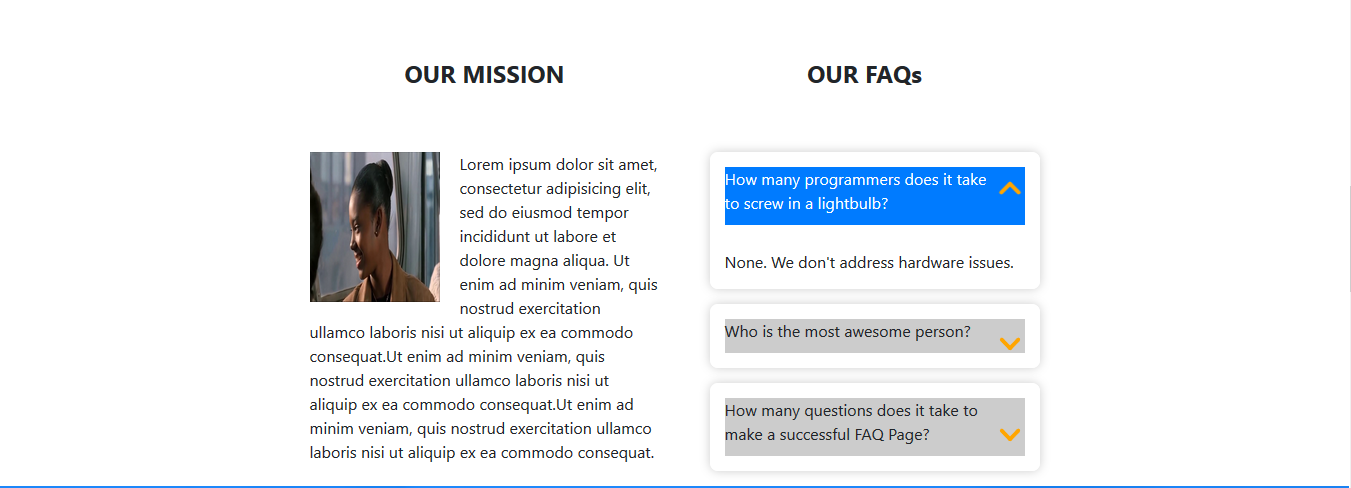 OUR MISSION
Lorem ipsum dolor sit amet,
consectetur adipisicing elit,
sed do eiusmod tempor
incididunt ut labore et
dolore magna aliqua. Ut
enim ad minim veniam, quis
nostrud exercitation
ullamco laboris nisi ut aliquip ex ea commodo
consequat.Ut enim ad minim veniam, quis
nostrud exercitation ullamco laboris nisi ut
aliquip ex ea commodo consequat.Ut enim ad
minim veniam, quis nostrud exercitation ullamco
laboris nisi ut aliquip ex ea commodo consequat.
OUR FAQs
How many programmers does it take
to screw in a lightbulb?
None. We don't address hardware issues.
Who is the most awesome person?
How many questions does it take to
make a successful FAQ Page?